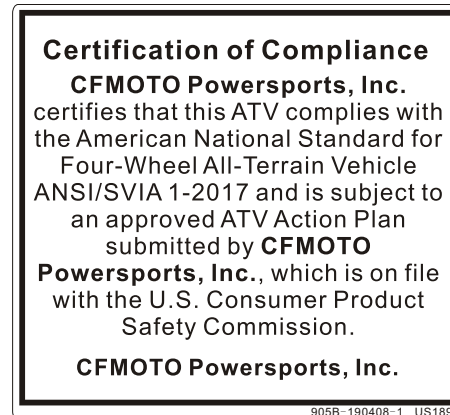 Certification of Compliance
CFMOTO Powersports, Inc.
certifies that this ATV complies with
the American National Standard for
Four-Wheel All-Terrain Vehicle
ANSI/SVIA 1-2017 and is subject to
an approved ATV Action Plan
submitted by CFMOTO
Powersports, Inc., which is on file
with the U.S. Consumer Product
Safety Commission.
CFMOTO Powersports, Inc.
905B-190408-1 US189